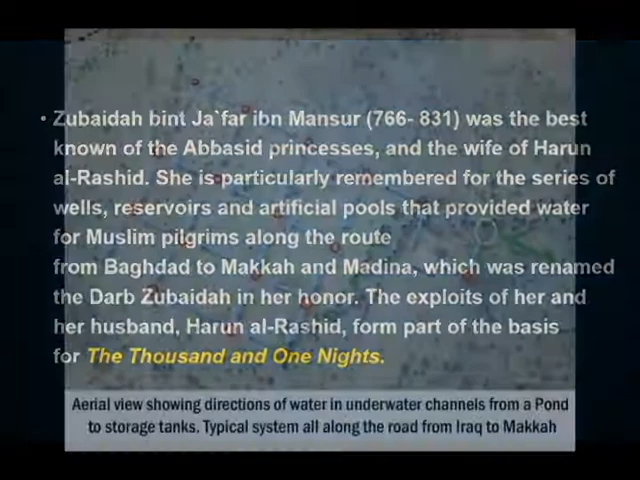 • Zubaidah bint Ja`far ibn Mansur (766- 831) was the best
known of the Abbasid princesses, and the wife of Harun
al-Rashid. She is particularly remembered for the series of
wells, reservoirs and artificial pools that provided water
for Muslim pilgrims along the route
from Baghdad to Makkah and Madina, which was renamed
the Darb Zubaidah in her honor. The exploits of her and
her husband, Harun al-Rashid, form part of the basis
for The Thousand and One Nights.
Aerial view showing directions of water in underwater channels from a Pond
to storage tanks. Typical system all along the road from Iraq to Makkah